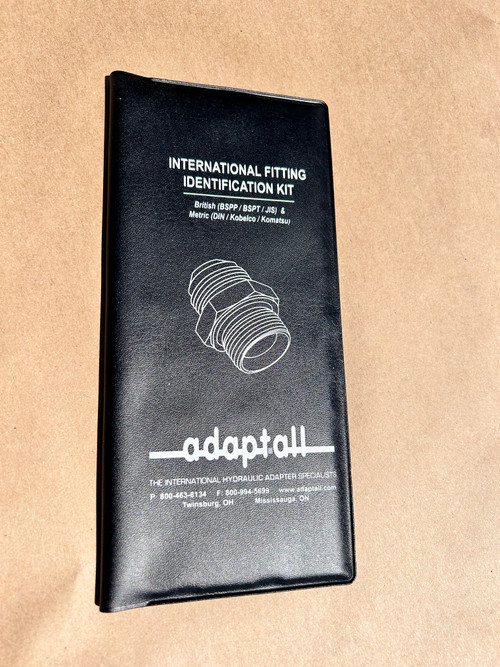 INTERNATIONAL FITTING
IDENTIFICATION KIT
British (BSPP / BSPT / JIS) &
Metric (DIN / Kobelco / Komatsu)
adaptall
THE INTERNATIONAL HYDRAULIC ADAPTER SPECIALISTS
P: 800-463-6134 F: 800-994-5699 www.adaptall.com
Twinsburg, OH Mississauga, ON